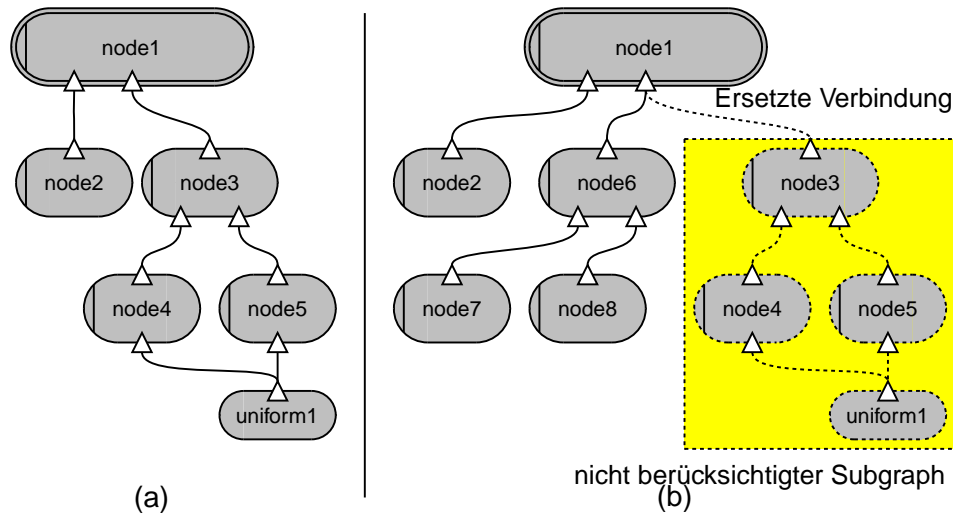 node1
node2
node3
node4
node5
uniform1
(a)
node1
Ersetzte Verbindung
node2
node6
node3
node7
node8
node4
node5
uniform1
nicht berücksichtigter Subgraph
(b)